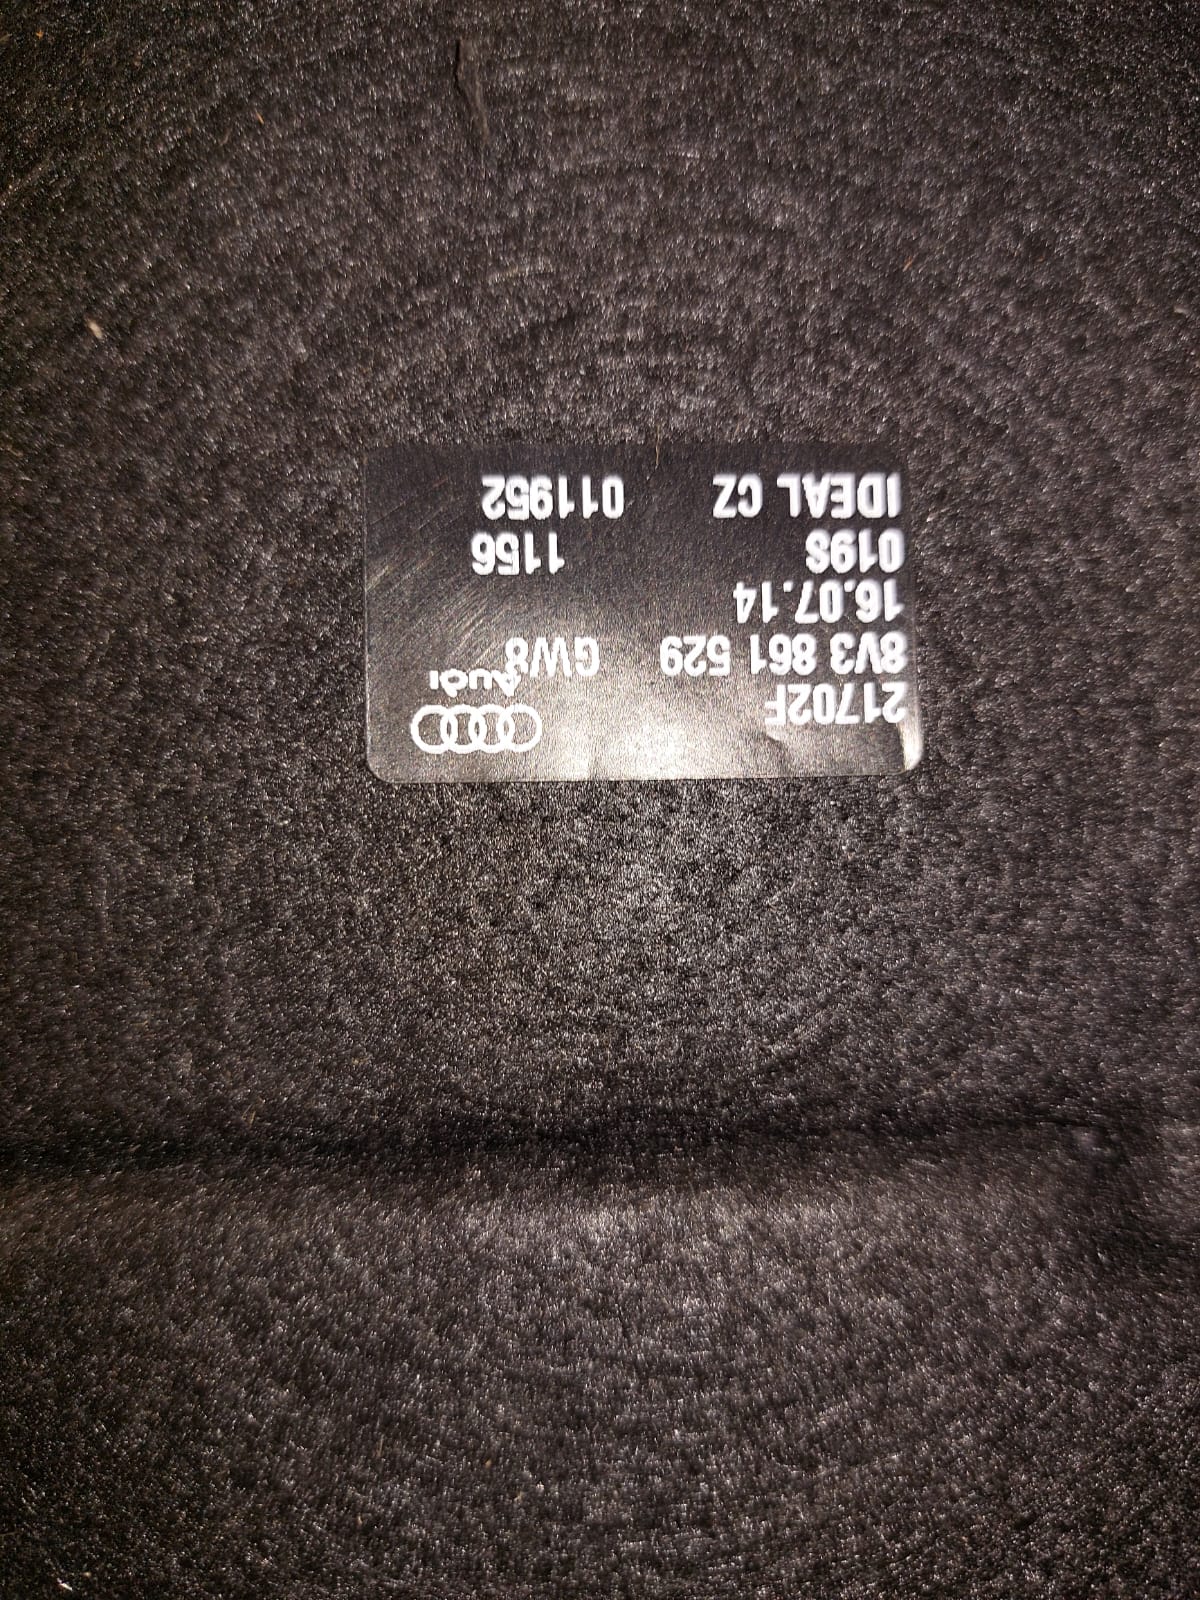 21702F
Audi
8V3 861 529 GW8
16.07.14
019S 1156
IDEAL CZ 011952